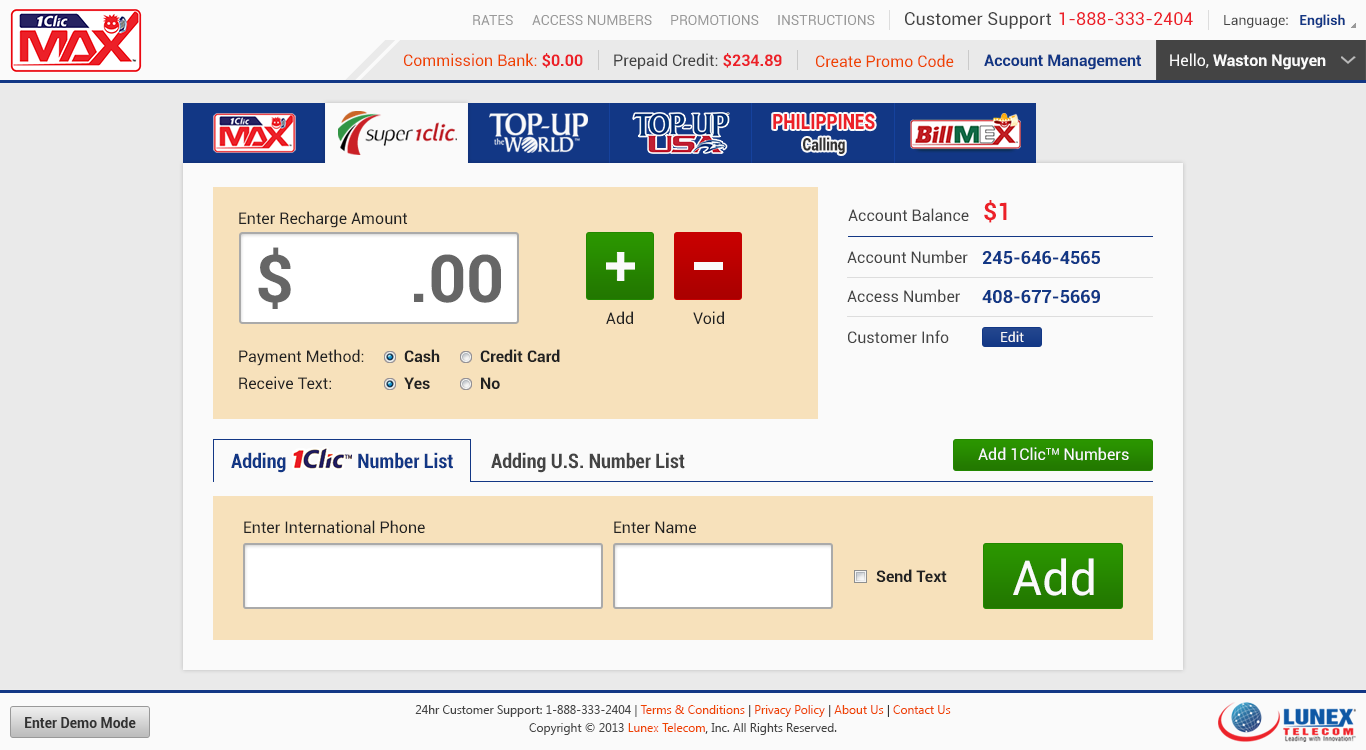 1Clic
MAX
RATES ACCESS NUMBERS PROMOTIONS INSTRUCTIONS Customer Support 1-888-333-2404 Language: English
Commission Bank: $0.00 Prepaid Credit: $234.89 Create Promo Code Account Management Hello, Waston Nguyen
1Clic MAX super1clic. TOP-UP the WORLD™ TOP-UP USA PHILIPPINES Calling BillMEX
Enter Recharge Amount
$ .00
Add Void
Payment Method: Cash Credit Card
Receive Text: Yes No
Account Balance $1
Account Number 245-646-4565
Access Number 408-677-5669
Customer Info Edit
Adding 1Clic™ Number List Adding U.S. Number List Add 1Clic™ Numbers
Enter International Phone Enter Name
Send Text Add
Enter Demo Mode
24hr Customer Support: 1-888-333-2404 | Terms & Conditions | Privacy Policy | About Us | Contact Us
Copyright © 2013 Lunex Telecom, Inc. All Rights Reserved.
LUNEX
TELECOM
Leading with Innovation!